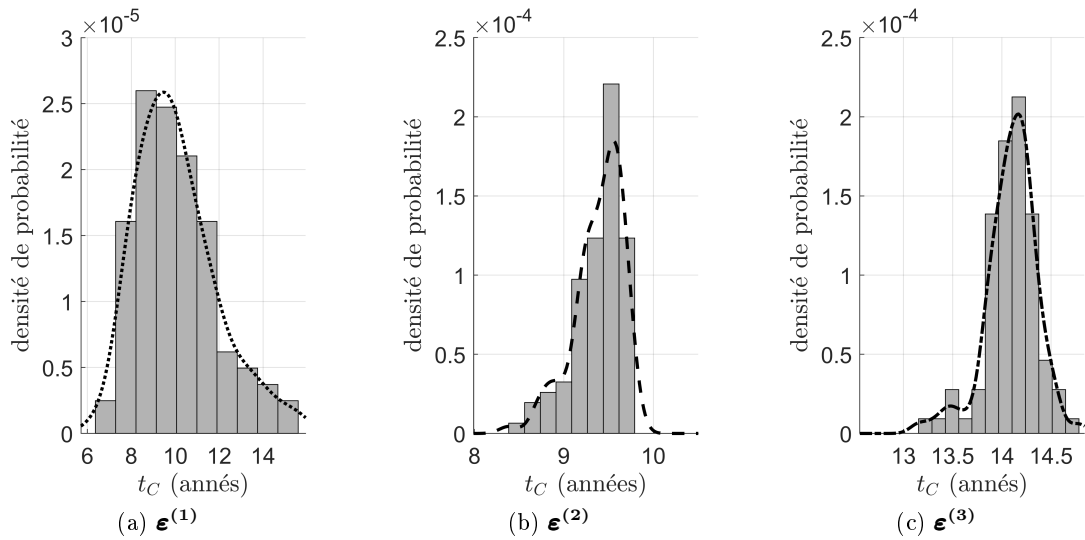 ×10⁻⁵
3
2.5
2
1.5
1
0.5
0
densité de probabilité
6 8 10 12 14
t_C (annés)
(a) ε⁽¹⁾
×10⁻⁴
2.5
2
1.5
1
0.5
0
densité de probabilité
8 9 10
t_C (années)
(b) ε⁽²⁾
×10⁻⁴
2.5
2
1.5
1
0.5
0
densité de probabilité
13 13.5 14 14.5
t_C (annés)
(c) ε⁽³⁾